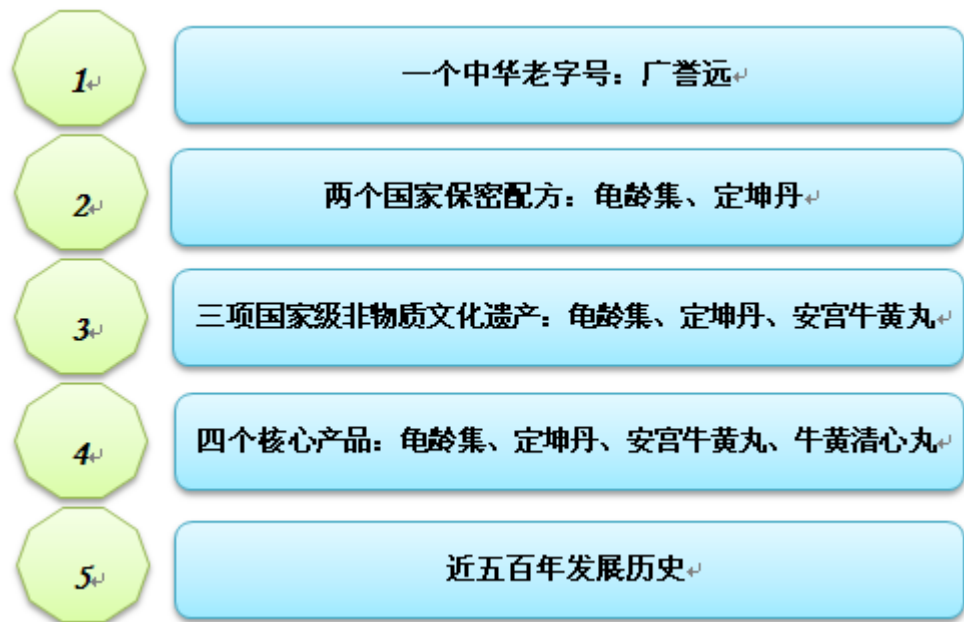 1
一个中华老字号：广誉远
2
两个国家保密配方：龟龄集、定坤丹
3
三项国家级非物质文化遗产：龟龄集、定坤丹、安宫牛黄丸
4
四个核心产品：龟龄集、定坤丹、安宫牛黄丸、牛黄清心丸
5
近五百年发展历史